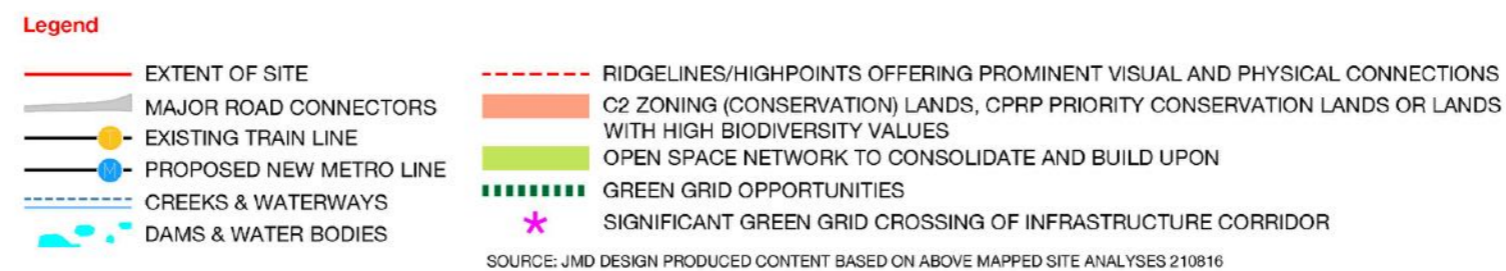 Legend
EXTENT OF SITE
MAJOR ROAD CONNECTORS
T
EXISTING TRAIN LINE
M
PROPOSED NEW METRO LINE
CREEKS & WATERWAYS
DAMS & WATER BODIES
RIDGELINES/HIGHPOINTS OFFERING PROMINENT VISUAL AND PHYSICAL CONNECTIONS
C2 ZONING (CONSERVATION) LANDS, CPRP PRIORITY CONSERVATION LANDS OR LANDS
WITH HIGH BIODIVERSITY VALUES
OPEN SPACE NETWORK TO CONSOLIDATE AND BUILD UPON
GREEN GRID OPPORTUNITIES
SIGNIFICANT GREEN GRID CROSSING OF INFRASTRUCTURE CORRIDOR
SOURCE: JMD DESIGN PRODUCED CONTENT BASED ON ABOVE MAPPED SITE ANALYSES 210816